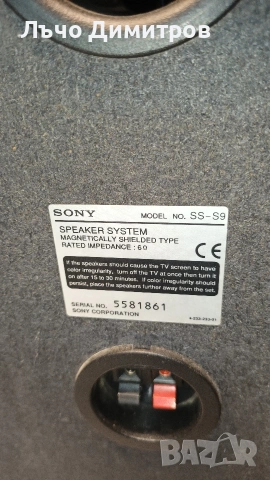 Лъчо Димитров
SONY MODEL NO. SS-S9
SPEAKER SYSTEM
MAGNETICALLY SHIELDED TYPE
RATED IMPEDANCE : 6Ω
CE
If the speakers should cause the TV screen to have
color irregularity, turn off the TV at once then turn it
on after 15 to 30 minutes. If color irregularity should
persist, place the speakers further away from the set.
SERIAL NO. 5581861
SONY CORPORATION
BAZAR
bg